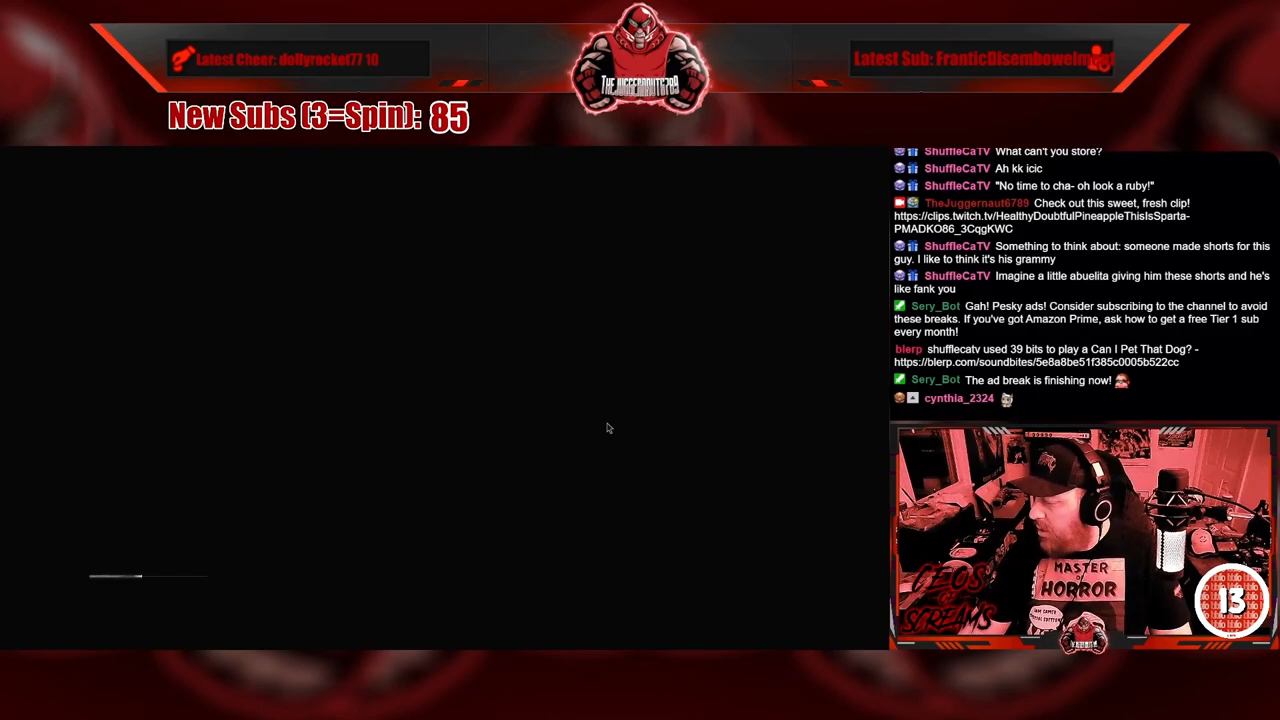 Latest Cheer: dollyrocket77 10
THEJUGGERNAUT6789
Latest Sub: FranticDisembowelment
New Subs (3=Spin): 85
ShuffleCaTV What can't you store?
ShuffleCaTV Ah kk icic
ShuffleCaTV "No time to cha- oh look a ruby!"
TheJuggernaut6789 Check out this sweet, fresh clip!
https://clips.twitch.tv/HealthyDoubtfulPineappleThisIsSparta-
PMADKO86_3CqgKWC
ShuffleCaTV Something to think about: someone made shorts for this
guy. I like to think it's his grammy
ShuffleCaTV Imagine a little abuelita giving him these shorts and he's
like fank you
Sery_Bot Gah! Pesky ads! Consider subscribing to the channel to avoid
these breaks. If you've got Amazon Prime, ask how to get a free Tier 1 sub
every month!
blerp shufflecatv used 39 bits to play a Can I Pet That Dog? -
https://blerp.com/soundbites/5e8a8be51f385c0005b522cc
Sery_Bot The ad break is finishing now!
cynthia_2324
CEOS
OF
SCREAMS
MASTER
OF
HORROR
13